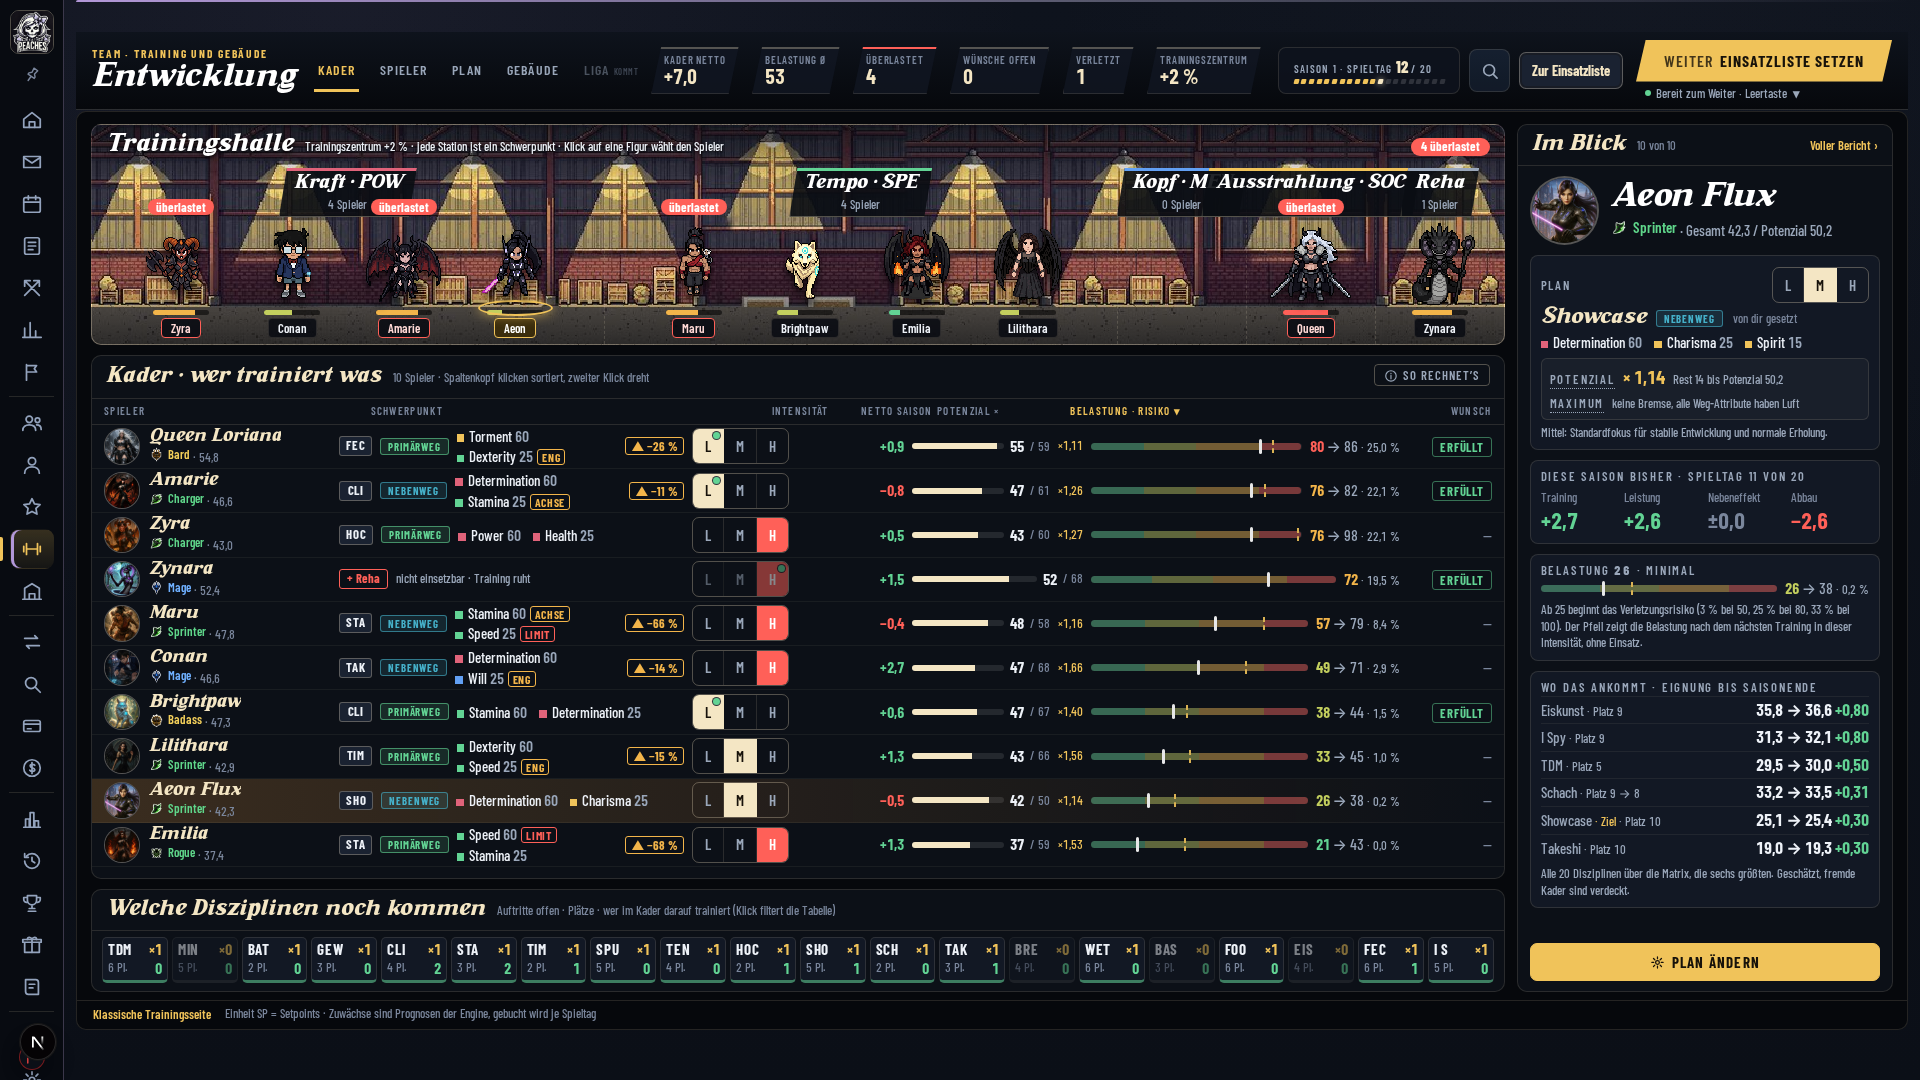 TEAM · TRAINING UND GEBÄUDE
Entwicklung
KADER
SPIELER
PLAN
GEBÄUDE
LIGA KOMMT
KADER NETTO
+7,0
BELASTUNG Ø
53
ÜBERLASTET
4
WÜNSCHE OFFEN
0
VERLETZT
1
TRAININGSZENTRUM
+2 %
SAISON 1 · SPIELTAG 12 / 20
Zur Einsatzliste
WEITER EINSATZLISTE SETZEN
Bereit zum Weiter · Leertaste ▼
Trainingshalle
Trainingszentrum +2 % · jede Station ist ein Schwerpunkt · Klick auf eine Figur wählt den Spieler
4 überlastet
Kraft · POW
4 Spieler
Tempo · SPE
4 Spieler
Kopf · M
0 Spieler
Ausstrahlung · SOC
Reha
1 Spieler
überlastet
überlastet
überlastet
überlastet
Zyra
Conan
Amarie
Aeon
Maru
Brightpaw
Emilia
Lilithara
Queen
Zynara
Kader · wer trainiert was
10 Spieler · Spaltenkopf klicken sortiert, zweiter Klick dreht
SO RECHNET'S
SPIELER SCHWERPUNKT INTENSITÄT NETTO SAISON POTENZIAL × BELASTUNG · RISIKO ▼ WUNSCH
Queen Loriana
Bard · 54,8
FEC PRIMÄRWEG
Torment 60
Dexterity 25 ENG
▲ −26 %
L M H
+0,9 55 / 59 ×1,11 80 → 86 · 25,0 % ERFÜLLT
Amarie
Charger · 46,6
CLI NEBENWEG
Determination 60
Stamina 25 ACHSE
▲ −11 %
L M H
−0,8 47 / 61 ×1,26 76 → 82 · 22,1 % ERFÜLLT
Zyra
Charger · 43,0
HOC PRIMÄRWEG
Power 60 Health 25
L M H
+0,5 43 / 60 ×1,27 76 → 98 · 22,1 % –
Zynara
Mage · 52,4
+ Reha nicht einsetzbar · Training ruht
L M H
+1,5 52 / 68 72 · 19,5 % ERFÜLLT
Maru
Sprinter · 47,8
STA NEBENWEG
Stamina 60 ACHSE
Speed 25 LIMIT
▲ −66 %
L M H
−0,4 48 / 58 ×1,16 57 → 79 · 8,4 % –
Conan
Mage · 46,6
TAK NEBENWEG
Determination 60
Will 25 ENG
▲ −14 %
L M H
+2,7 47 / 68 ×1,66 49 → 71 · 2,9 % –
Brightpaw
Badass · 47,3
CLI PRIMÄRWEG
Stamina 60 Determination 25
L M H
+0,6 47 / 67 ×1,40 38 → 44 · 1,5 % ERFÜLLT
Lilithara
Sprinter · 42,9
TIM PRIMÄRWEG
Dexterity 60
Speed 25 ENG
▲ −15 %
L M H
+1,3 43 / 66 ×1,56 33 → 45 · 1,0 % –
Aeon Flux
Sprinter · 42,3
SHO NEBENWEG
Determination 60 Charisma 25
L M H
−0,5 42 / 50 ×1,14 26 → 38 · 0,2 % –
Emilia
Rogue · 37,4
STA PRIMÄRWEG
Speed 60 LIMIT
Stamina 25
▲ −68 %
L M H
+1,3 37 / 59 ×1,53 21 → 43 · 0,0 % –
Welche Disziplinen noch kommen
Auftritte offen · Plätze · wer im Kader darauf trainiert (Klick filtert die Tabelle)
TDM ×1 MIN ×0 BAT ×1 GEW ×1 CLI ×1 STA ×1 TIM ×1 SPU ×1 TEN ×1 HOC ×1 SHO ×1 SCH ×1 TAK ×1 BRE ×0 WET ×1 BAS ×0 FOO ×1 EIS ×0 FEC ×1 I S ×1
6 Pl. 0 5 Pl. 0 2 Pl. 0 3 Pl. 0 4 Pl. 2 3 Pl. 2 2 Pl. 1 5 Pl. 0 4 Pl. 0 2 Pl. 1 5 Pl. 1 2 Pl. 0 3 Pl. 1 4 Pl. 0 6 Pl. 0 3 Pl. 0 6 Pl. 0 4 Pl. 0 6 Pl. 1 5 Pl. 0
Klassische Trainingsseite
Einheit SP = Setpoints · Zuwächse sind Prognosen der Engine, gebucht wird je Spieltag
Im Blick
10 von 10
Voller Bericht ›
Aeon Flux
Sprinter · Gesamt 42,3 / Potenzial 50,2
PLAN
L M H
Showcase NEBENWEG von dir gesetzt
Determination 60 Charisma 25 Spirit 15
POTENZIAL × 1,14 Rest 14 bis Potenzial 50,2
MAXIMUM keine Bremse, alle Weg-Attribute haben Luft
Mittel: Standardfokus für stabile Entwicklung und normale Erholung.
DIESE SAISON BISHER · SPIELTAG 11 VON 20
Training Leistung Nebeneffekt Abbau
+2,7 +2,6 ±0,0 −2,6
BELASTUNG 26 · MINIMAL
26 → 38 · 0,2 %
Ab 25 beginnt das Verletzungsrisiko (3 % bei 50, 25 % bei 80, 33 % bei
100). Der Pfeil zeigt die Belastung nach dem nächsten Training in dieser
Intensität, ohne Einsatz.
WO DAS ANKOMMT · EIGNUNG BIS SAISONENDE
Eiskunst · Platz 9 35,8 → 36,6 +0,80
I Spy · Platz 9 31,3 → 32,1 +0,80
TDM · Platz 5 29,5 → 30,0 +0,50
Schach · Platz 9 → 8 33,2 → 33,5 +0,31
Showcase · Ziel · Platz 10 25,1 → 25,4 +0,30
Takeshi · Platz 10 19,0 → 19,3 +0,30
Alle 20 Disziplinen über die Matrix, die sechs größten. Geschätzt, fremde
Kader sind verdeckt.
PLAN ÄNDERN
REACHES
N